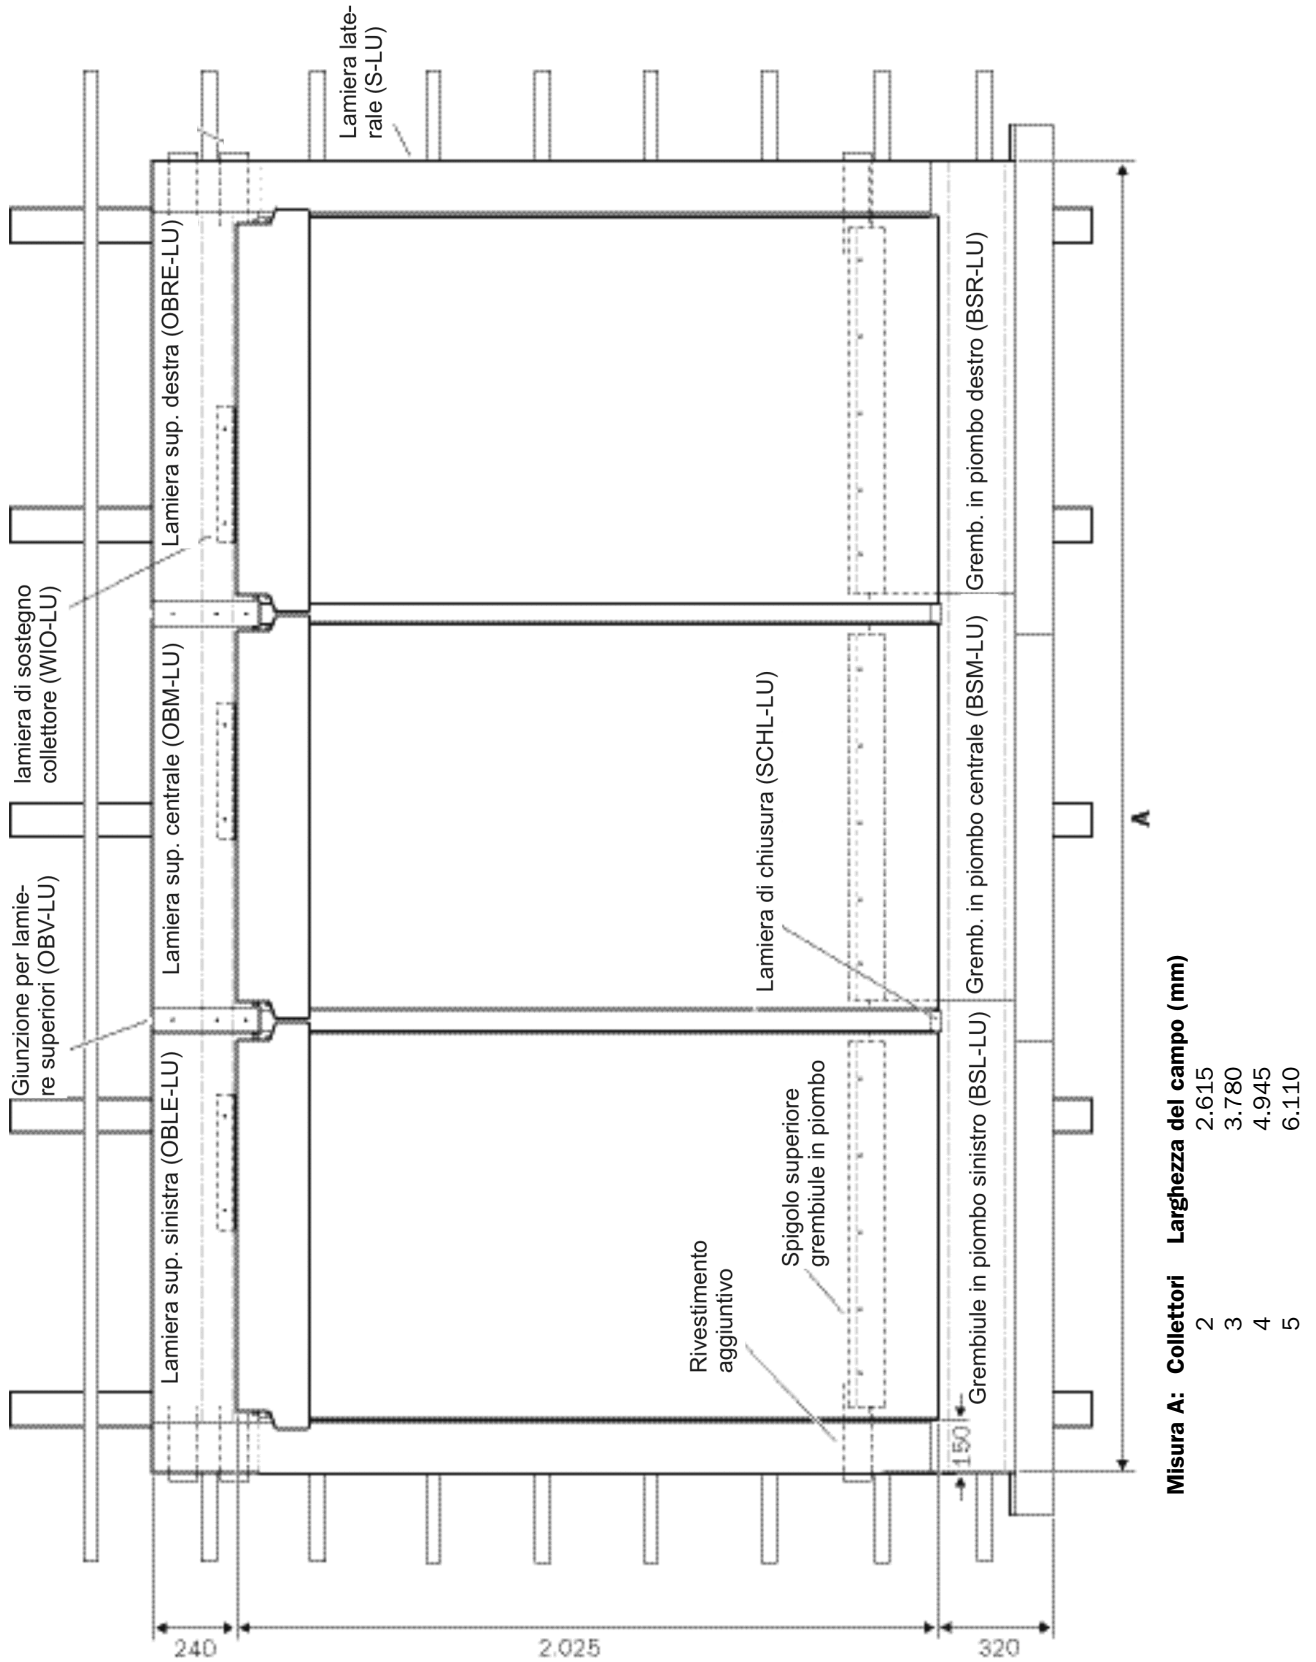 Giunzione per lamie-
re superiori (OBV-LU)
lamiera di sostegno
collettore (WIO-LU)
Lamiera late-
rale (S-LU)
Lamiera sup. sinistra (OBLE-LU)
Lamiera sup. centrale (OBM-LU)
Lamiera sup. destra (OBRE-LU)
Rivestimento
aggiuntivo
Spigolo superiore
grembiule in piombo
Lamiera di chiusura (SCHL-LU)
Grembiule in piombo sinistro (BSL-LU)
Gremb. in piombo centrale (BSM-LU)
Gremb. in piombo destro (BSR-LU)
240
2.025
320
150
A
Misura A: Collettori Larghezza del campo (mm)
2 2.615
3 3.780
4 4.945
5 6.110